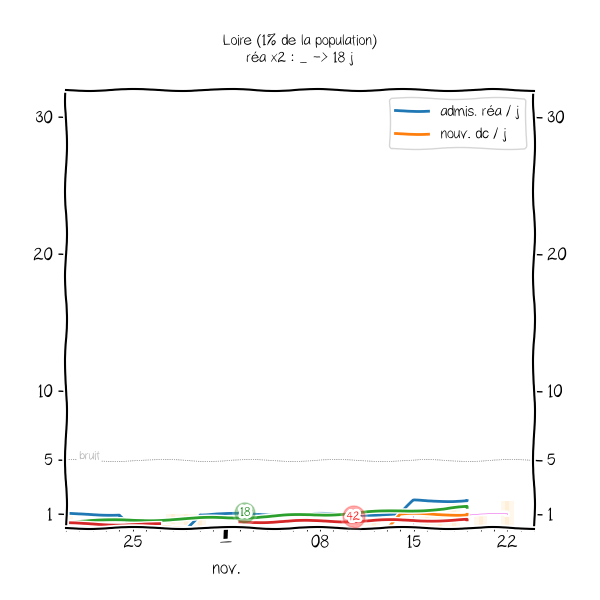 Loire (1% de la population)
réa x2 : _ -> 18 j
admis. réa / j
nouv. dc / j
30
30
20
20
10
10
5
bruit
5
1
18
42
1
25
_
08
15
22
nov.